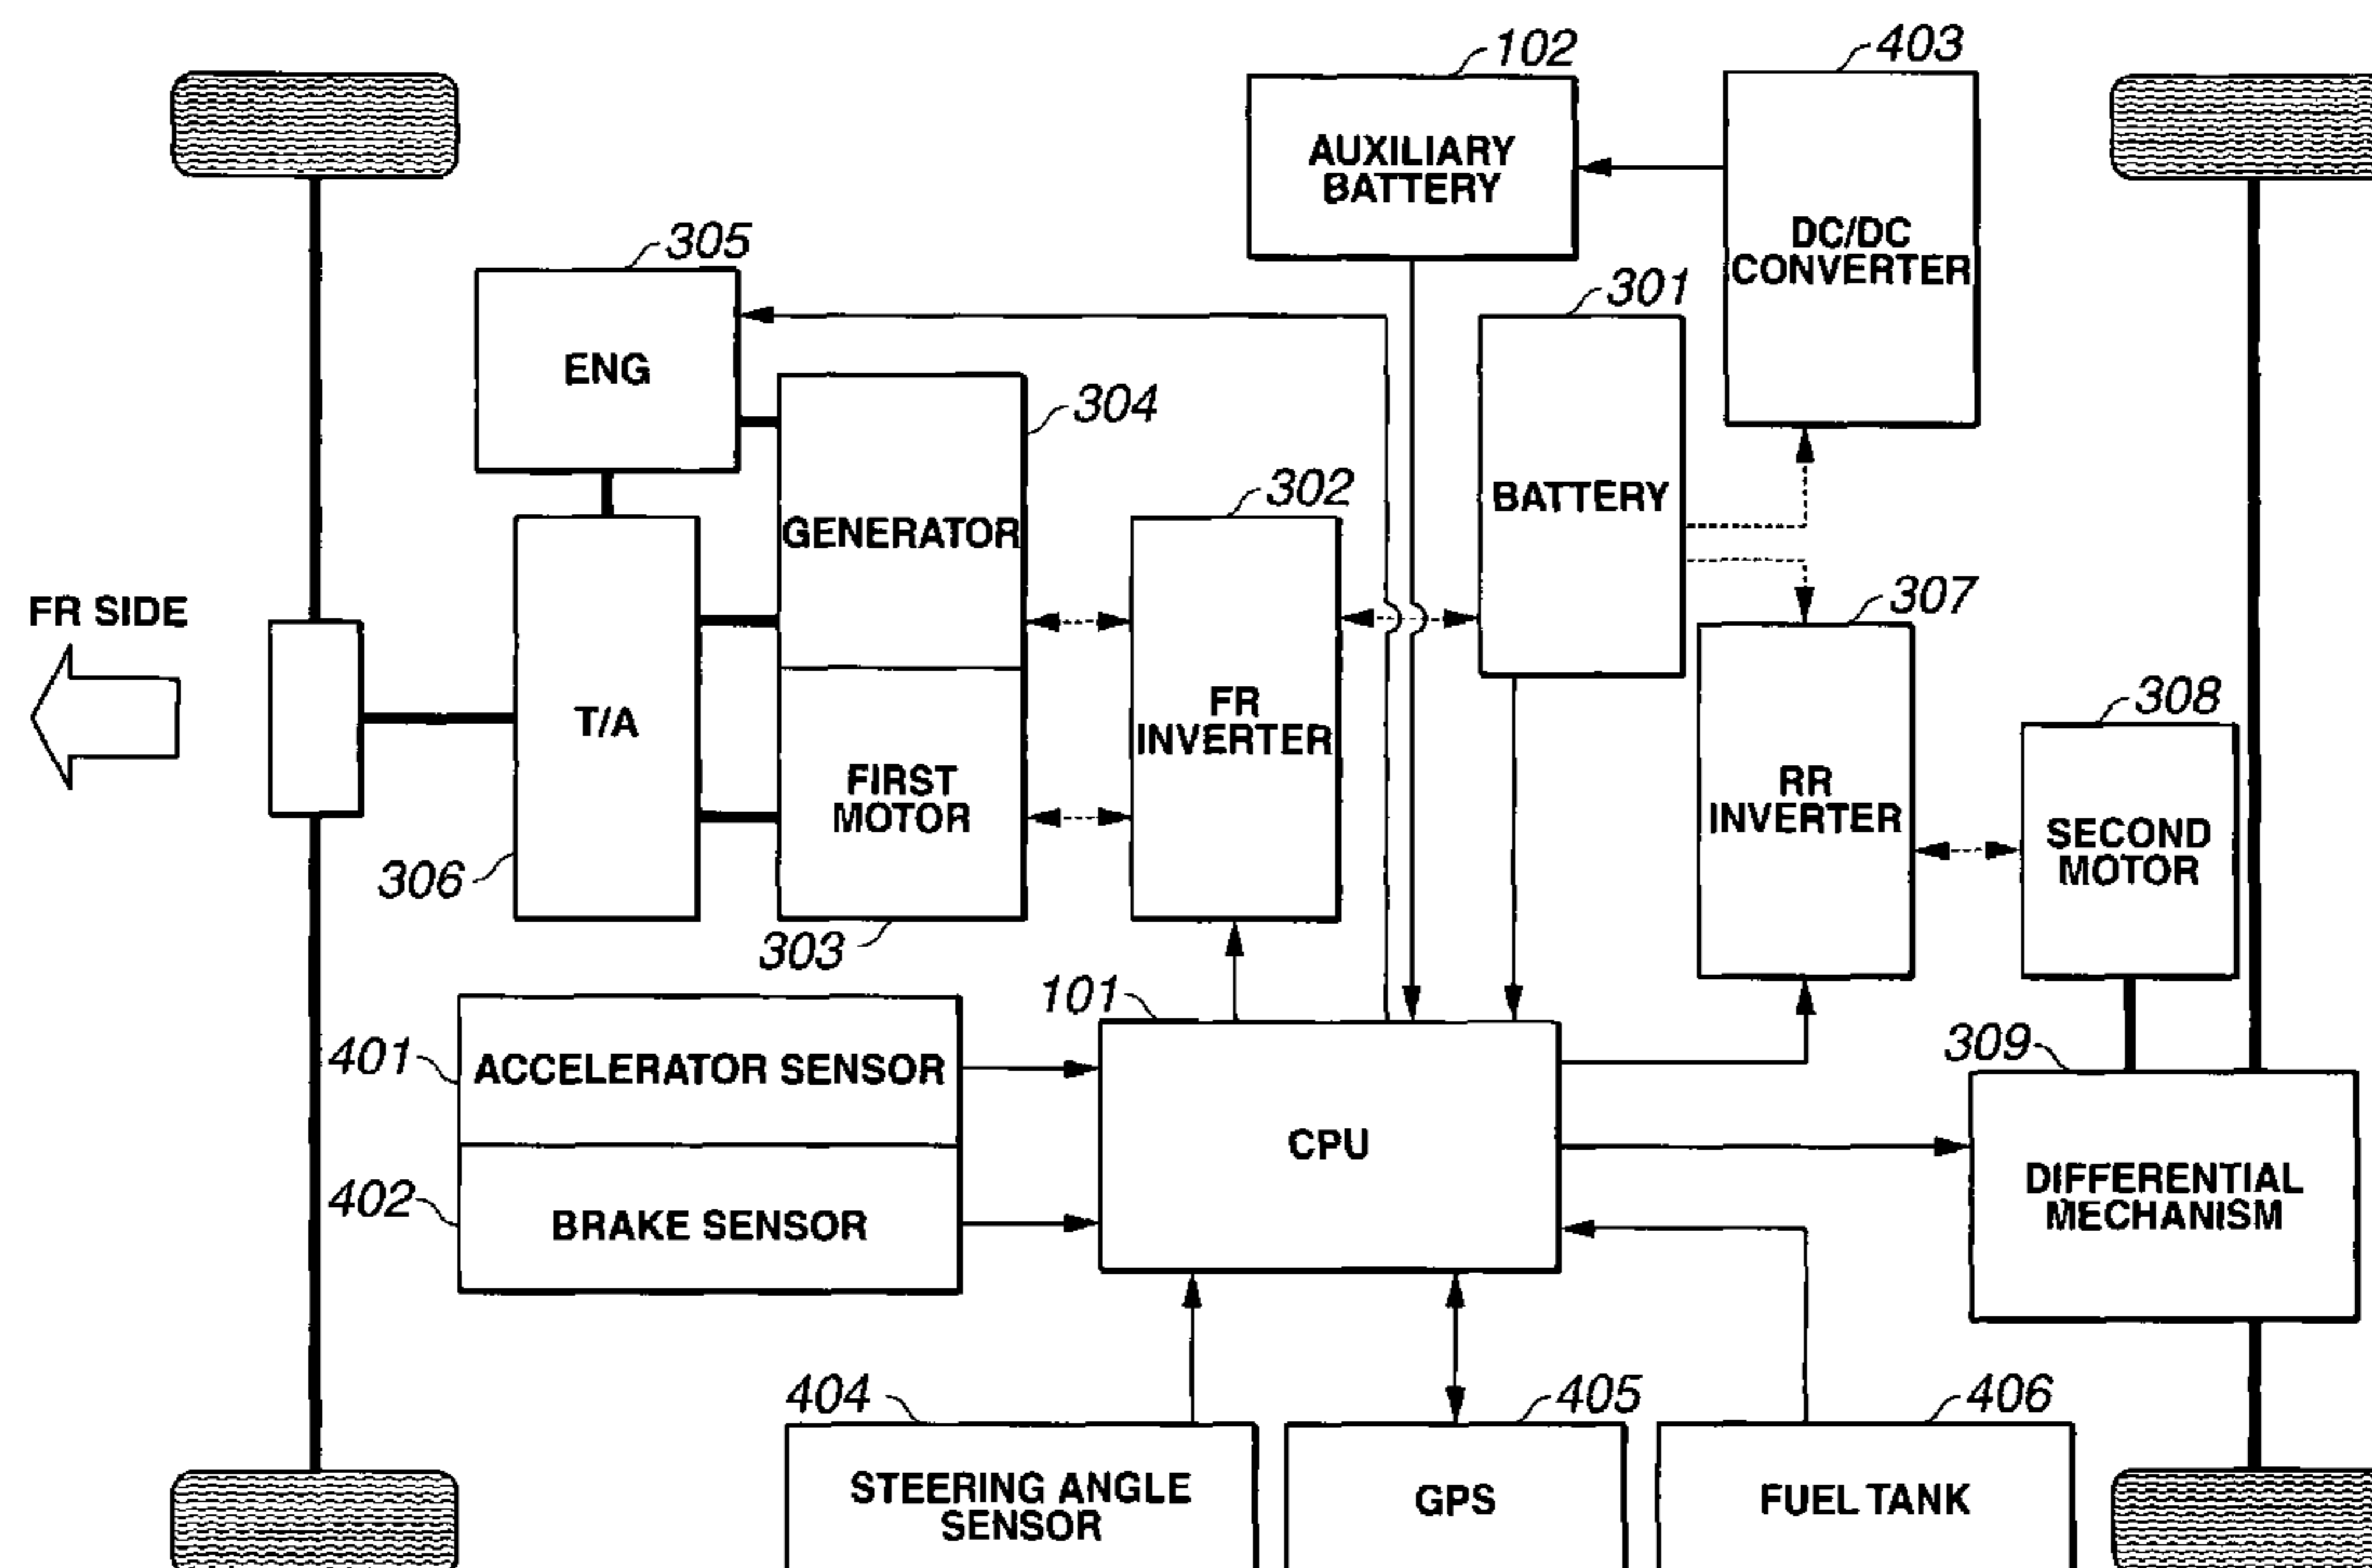 102
403
AUXILIARY
BATTERY
DC/DC
CONVERTER
305
301
ENG
304
BATTERY
302
GENERATOR
307
FR SIDE
T/A
FR
INVERTER
308
FIRST
MOTOR
RR
INVERTER
SECOND
MOTOR
306
303
101
309
401
ACCELERATOR SENSOR
CPU
402
BRAKE SENSOR
DIFFERENTIAL
MECHANISM
404
405
406
STEERING ANGLE
SENSOR
GPS
FUEL TANK